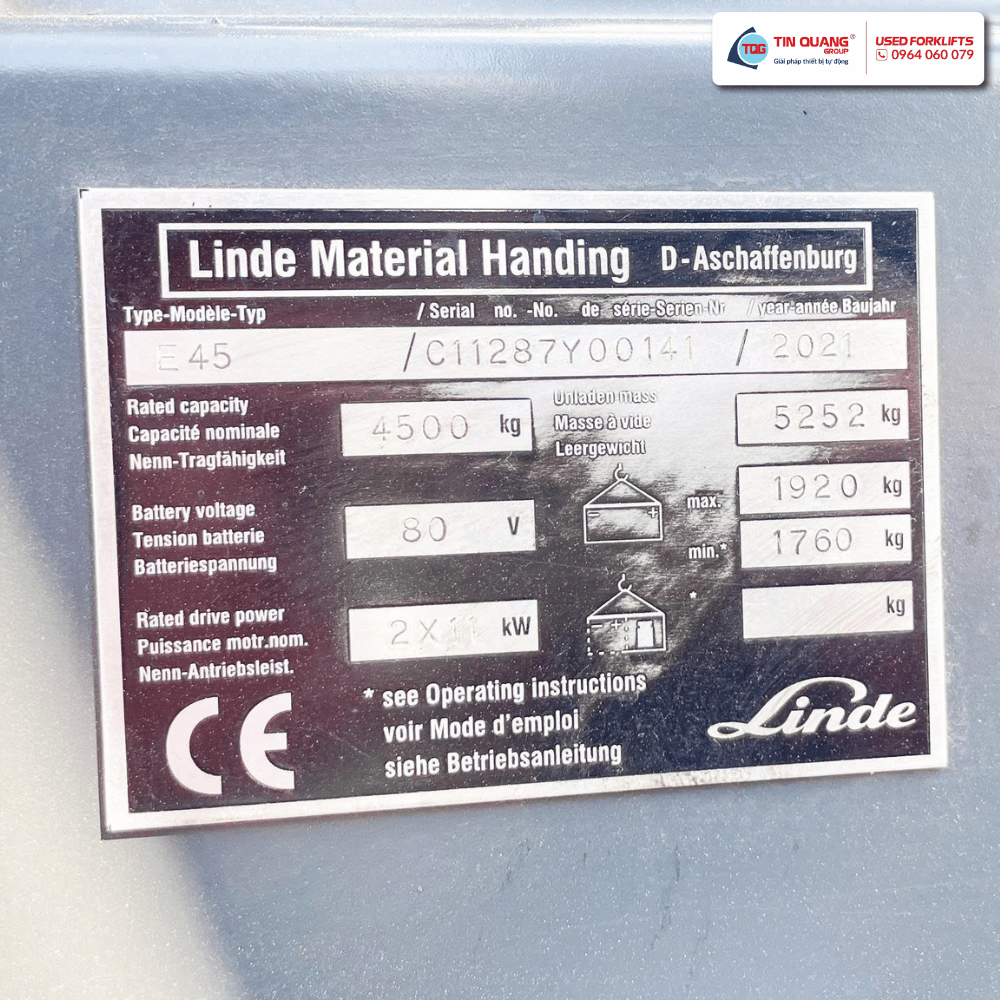 TQG TIN QUANG®
GROUP
Giải pháp thiết bị tự động
USED FORKLIFTS
0964 060 079
Linde Material Handing D-Aschaffenburg
Type-Modèle-Typ / Serial no. -No. de série-Serien-Nr / year-année Baujahr
E45 /C11287Y00141 / 2021
Rated capacity
Capacité nominale
Nenn-Tragfähigkeit
4500 kg
Unladen mass
Masse à vide
Leergewicht
5252 kg
Battery voltage
Tension batterie
Batteriespannung
80 V
- +
max. 1920 kg
min.* 1760 kg
Rated drive power
Puissance motr.nom.
Nenn-Antriebsleist.
2X11 kW
+
* kg
CE
* see Operating instructions
voir Mode d'emploi
siehe Betriebsanleitung
Linde